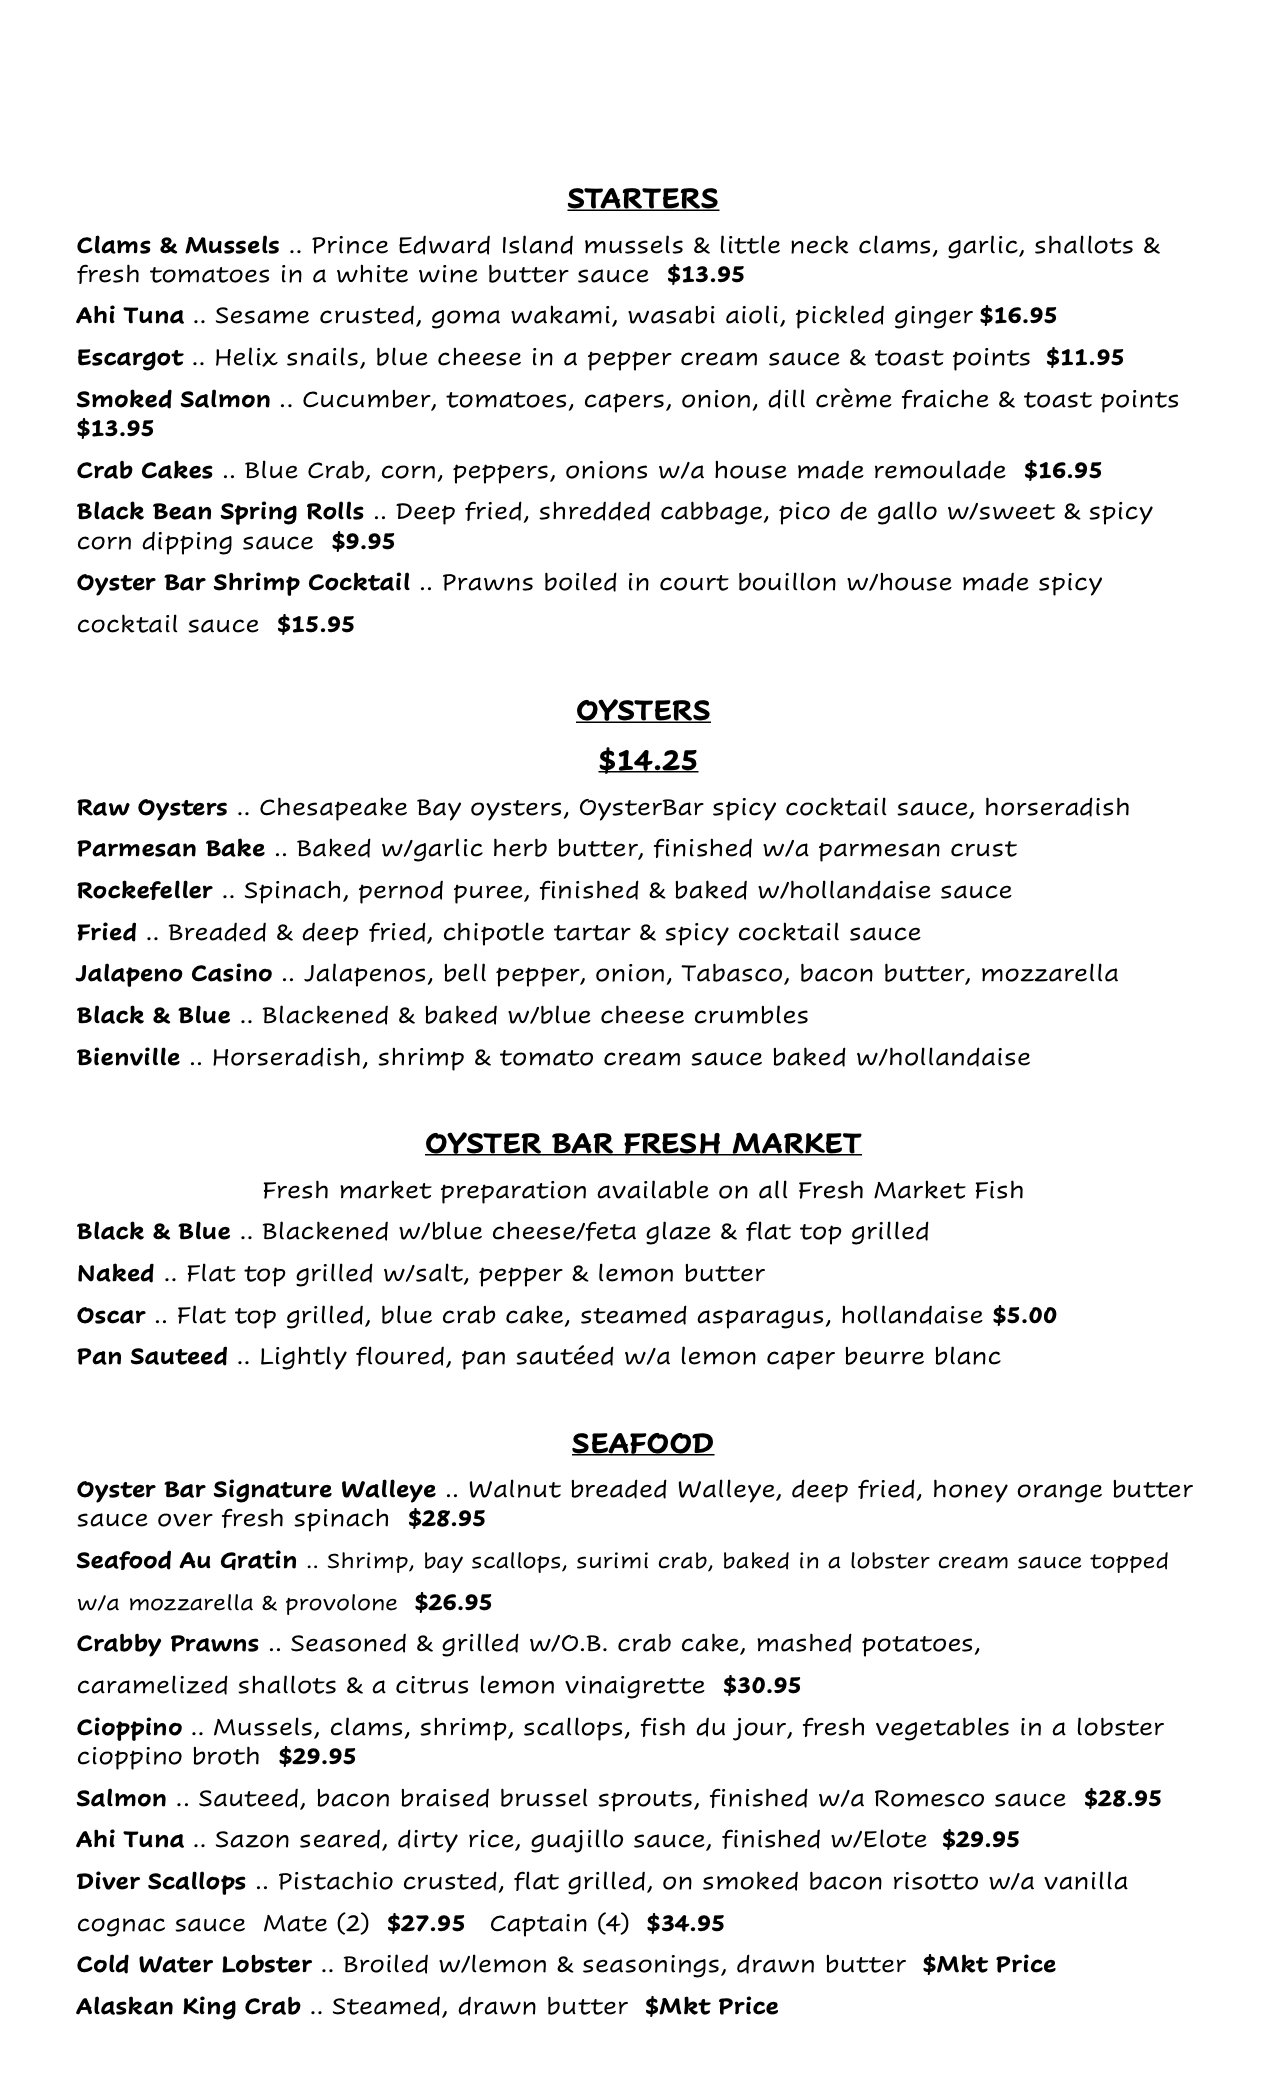 STARTERS
Clams & Mussels .. Prince Edward Island mussels & little neck clams, garlic, shallots &
fresh tomatoes in a white wine butter sauce $13.95
Ahi Tuna .. Sesame crusted, goma wakami, wasabi aioli, pickled ginger $16.95
Escargot .. Helix snails, blue cheese in a pepper cream sauce & toast points $11.95
Smoked Salmon .. Cucumber, tomatoes, capers, onion, dill crème fraiche & toast points
$13.95
Crab Cakes .. Blue Crab, corn, peppers, onions w/a house made remoulade $16.95
Black Bean Spring Rolls .. Deep fried, shredded cabbage, pico de gallo w/sweet & spicy
corn dipping sauce $9.95
Oyster Bar Shrimp Cocktail .. Prawns boiled in court bouillon w/house made spicy
cocktail sauce $15.95
OYSTERS
$14.25
Raw Oysters .. Chesapeake Bay oysters, OysterBar spicy cocktail sauce, horseradish
Parmesan Bake .. Baked w/garlic herb butter, finished w/a parmesan crust
Rockefeller .. Spinach, pernod puree, finished & baked w/hollandaise sauce
Fried .. Breaded & deep fried, chipotle tartar & spicy cocktail sauce
Jalapeno Casino .. Jalapenos, bell pepper, onion, Tabasco, bacon butter, mozzarella
Black & Blue .. Blackened & baked w/blue cheese crumbles
Bienville .. Horseradish, shrimp & tomato cream sauce baked w/hollandaise
OYSTER BAR FRESH MARKET
Fresh market preparation available on all Fresh Market Fish
Black & Blue .. Blackened w/blue cheese/feta glaze & flat top grilled
Naked .. Flat top grilled w/salt, pepper & lemon butter
Oscar .. Flat top grilled, blue crab cake, steamed asparagus, hollandaise $5.00
Pan Sauteed .. Lightly floured, pan sautéed w/a lemon caper beurre blanc
SEAFOOD
Oyster Bar Signature Walleye .. Walnut breaded Walleye, deep fried, honey orange butter
sauce over fresh spinach $28.95
Seafood Au Gratin .. Shrimp, bay scallops, surimi crab, baked in a lobster cream sauce topped
w/a mozzarella & provolone $26.95
Crabby Prawns .. Seasoned & grilled w/O.B. crab cake, mashed potatoes,
caramelized shallots & a citrus lemon vinaigrette $30.95
Cioppino .. Mussels, clams, shrimp, scallops, fish du jour, fresh vegetables in a lobster
cioppino broth $29.95
Salmon .. Sauteed, bacon braised brussel sprouts, finished w/a Romesco sauce $28.95
Ahi Tuna .. Sazon seared, dirty rice, guajillo sauce, finished w/Elote $29.95
Diver Scallops .. Pistachio crusted, flat grilled, on smoked bacon risotto w/a vanilla
cognac sauce Mate (2) $27.95 Captain (4) $34.95
Cold Water Lobster .. Broiled w/lemon & seasonings, drawn butter $Mkt Price
Alaskan King Crab .. Steamed, drawn butter $Mkt Price